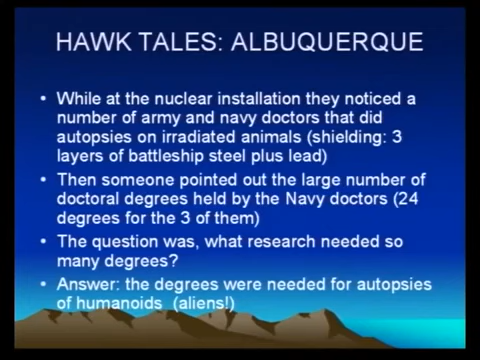 HAWK TALES: ALBUQUERQUE
• While at the nuclear installation they noticed a
number of army and navy doctors that did
autopsies on irradiated animals (shielding: 3
layers of battleship steel plus lead)
• Then someone pointed out the large number of
doctoral degrees held by the Navy doctors (24
degrees for the 3 of them)
• The question was, what research needed so
many degrees?
• Answer: the degrees were needed for autopsies
of humanoids (aliens!)